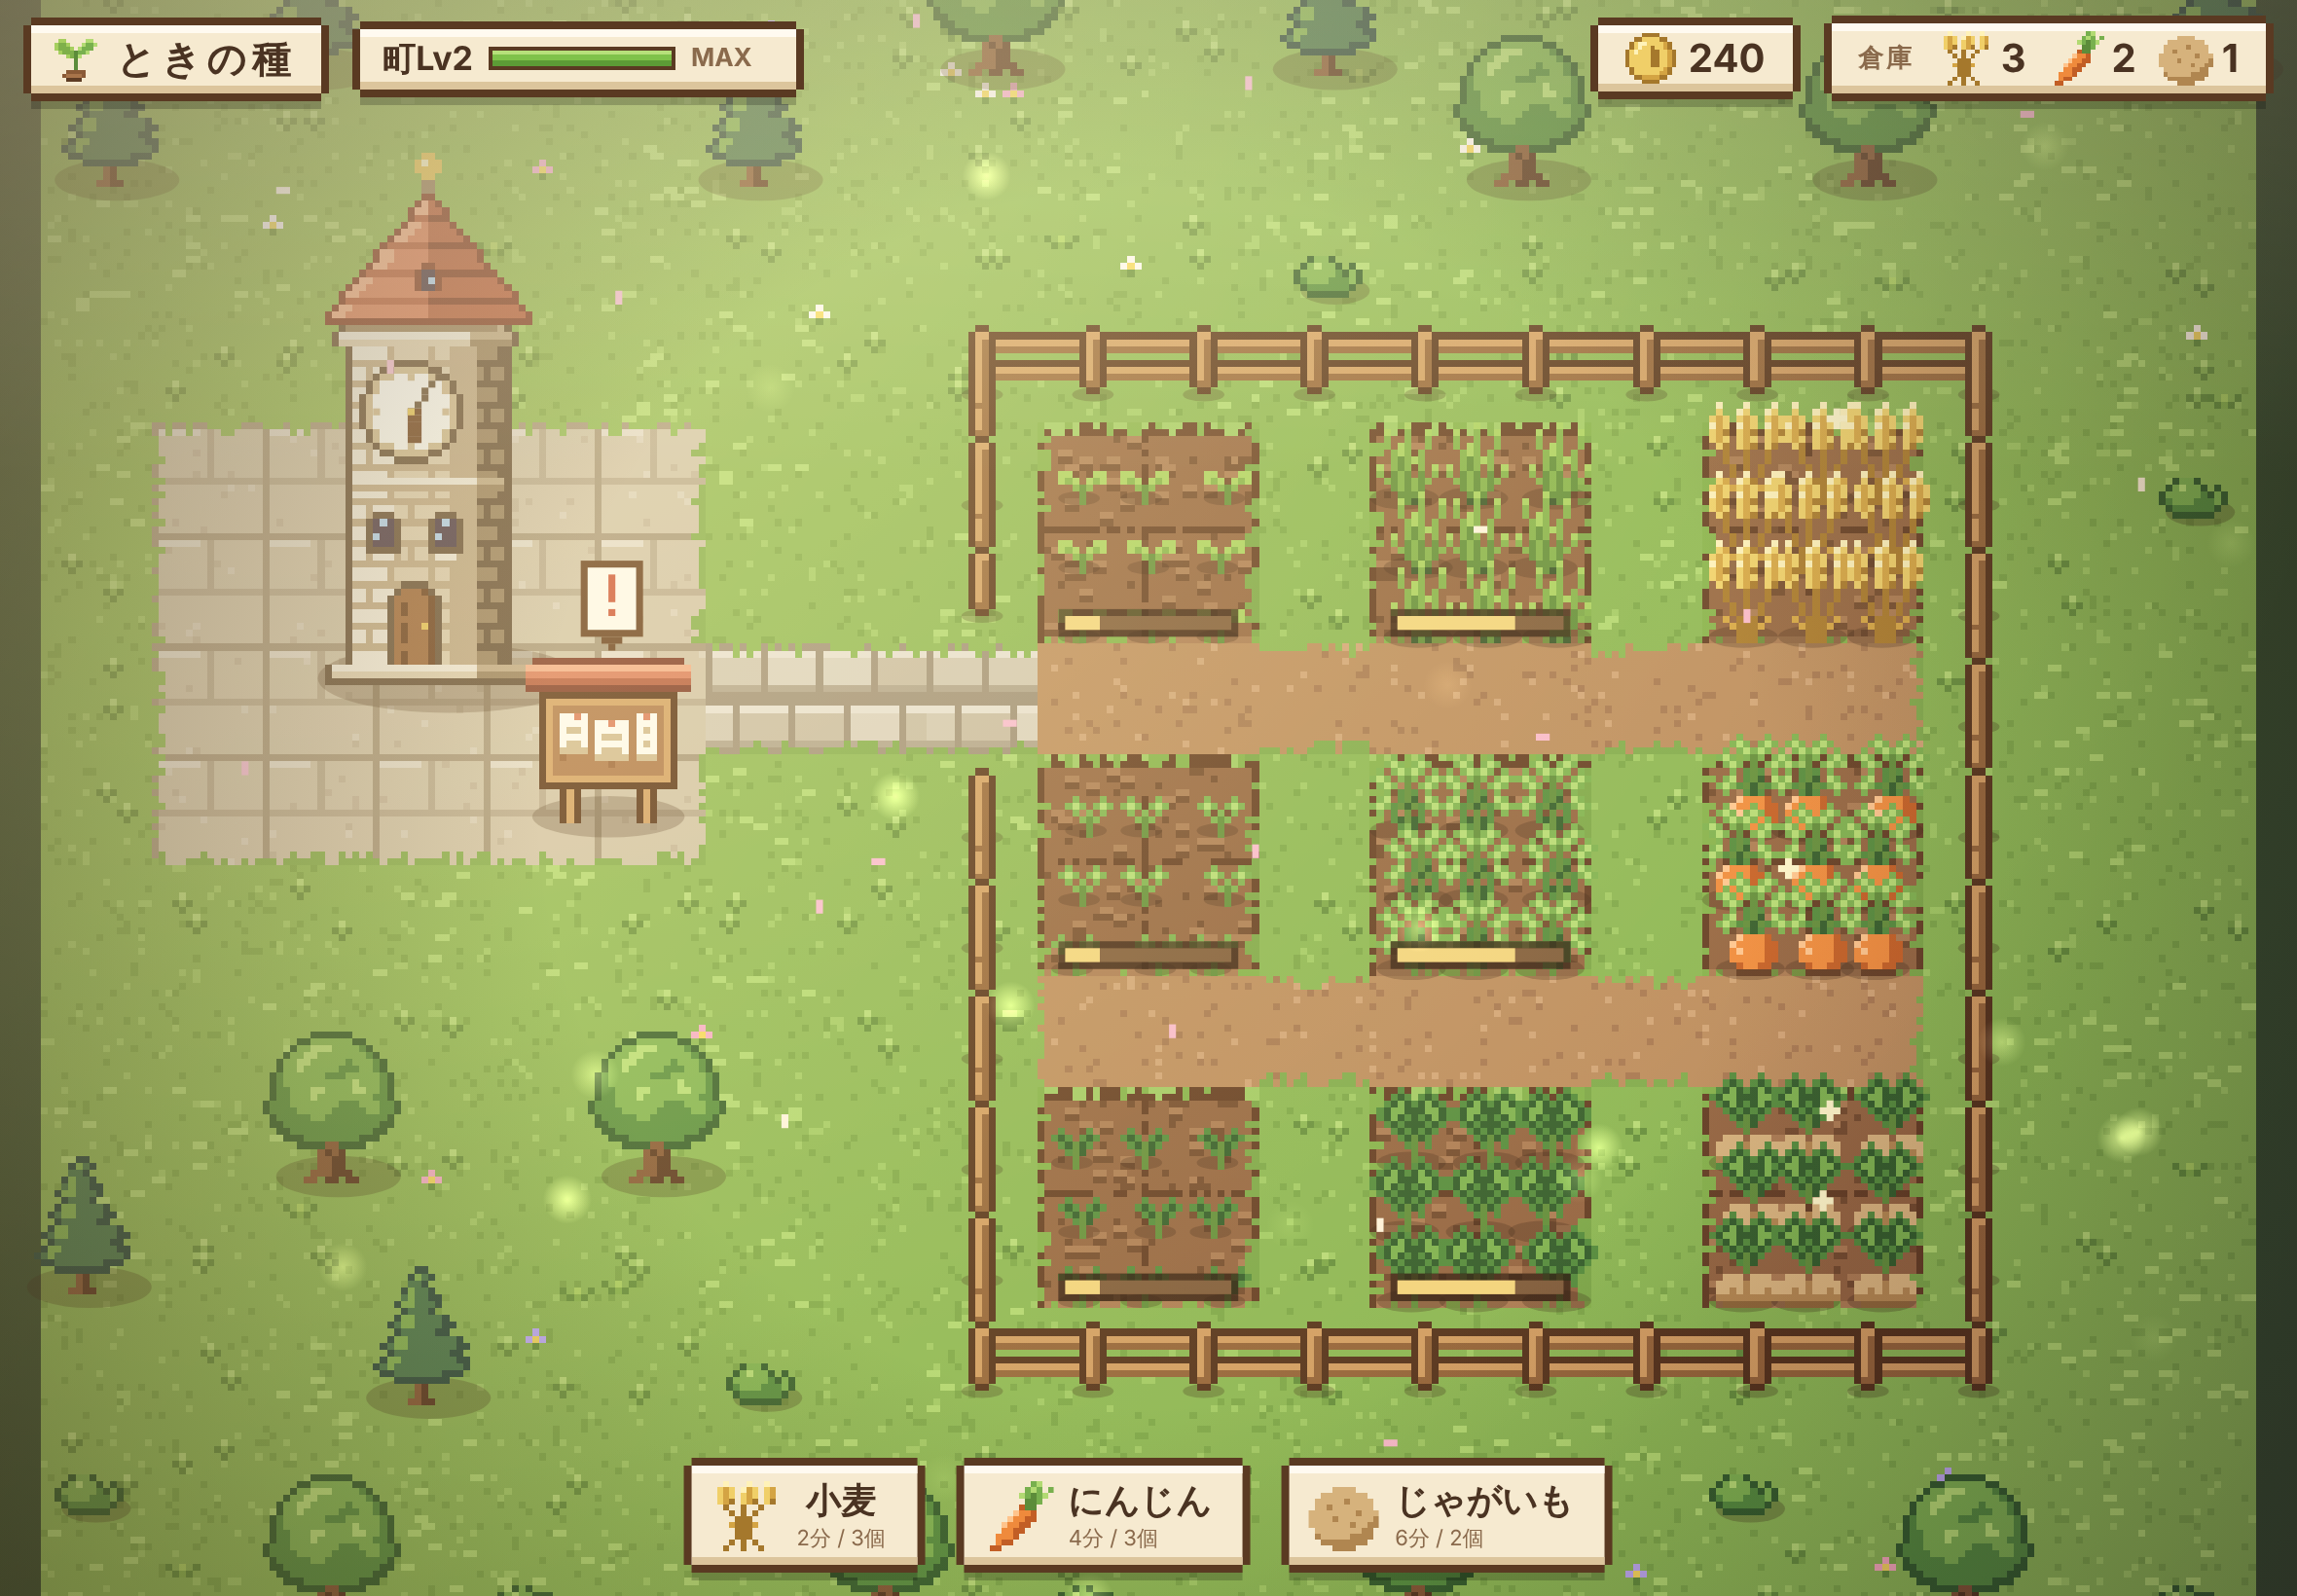 ときの種
町Lv2 MAX
240
倉庫 3 2 1
!
小麦
2分 / 3個
にんじん
4分 / 3個
じゃがいも
6分 / 2個